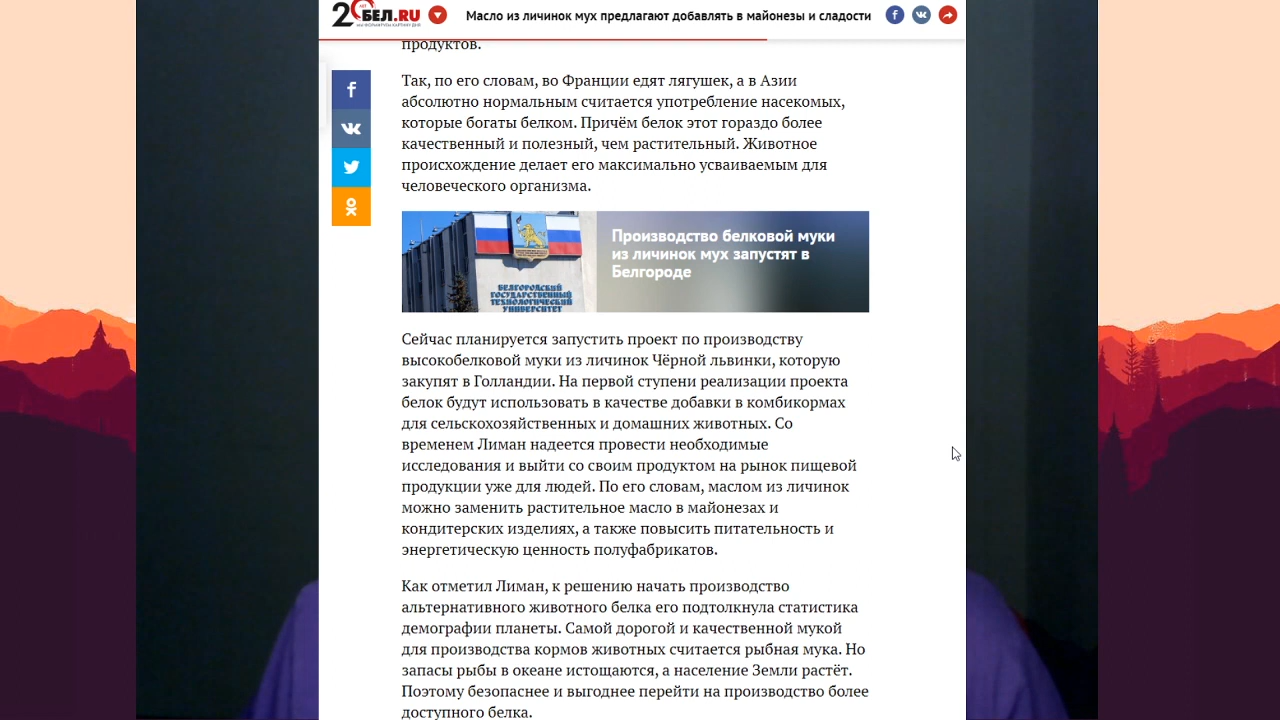 20 ЛЕТ БЕЛ.RU
Масло из личинок мух предлагают добавлять в майонезы и сладости
продуктов.
Так, по его словам, во Франции едят лягушек, а в Азии
абсолютно нормальным считается употребление насекомых,
которые богаты белком. Причём белок этот гораздо более
качественный и полезный, чем растительный. Животное
происхождение делает его максимально усваиваемым для
человеческого организма.
БЕЛГОРОДСКИЙ
ГОСУДАРСТВЕННЫЙ
ТЕХНОЛОГИЧЕСКИЙ
УНИВЕРСИТЕТ
Производство белковой муки
из личинок мух запустят в
Белгороде
Сейчас планируется запустить проект по производству
высокобелковой муки из личинок Чёрной львинки, которую
закупят в Голландии. На первой ступени реализации проекта
белок будут использовать в качестве добавки в комбикормах
для сельскохозяйственных и домашних животных. Со
временем Лиман надеется провести необходимые
исследования и выйти со своим продуктом на рынок пищевой
продукции уже для людей. По его словам, маслом из личинок
можно заменить растительное масло в майонезах и
кондитерских изделиях, а также повысить питательность и
энергетическую ценность полуфабрикатов.
Как отметил Лиман, к решению начать производство
альтернативного животного белка его подтолкнула статистика
демографии планеты. Самой дорогой и качественной мукой
для производства кормов животных считается рыбная мука. Но
запасы рыбы в океане истощаются, а население Земли растёт.
Поэтому безопаснее и выгоднее перейти на производство более
доступного белка.